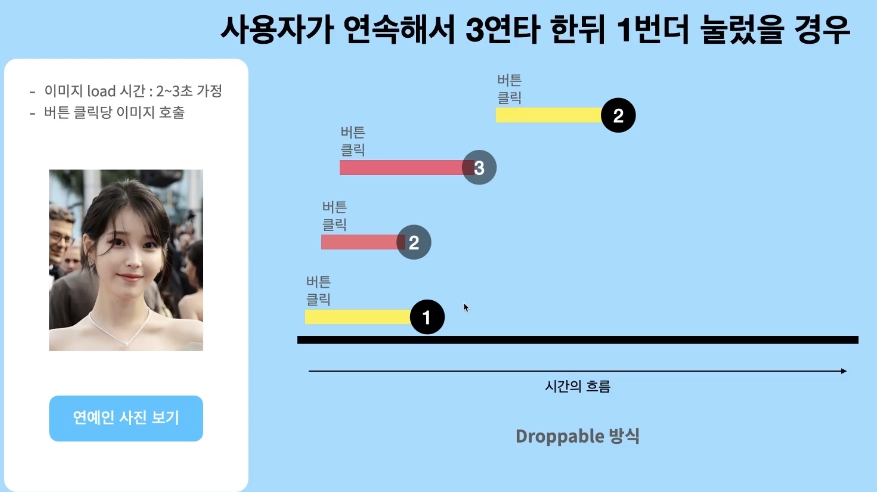 사용자가 연속해서 3연타 한뒤 1번더 눌렀을 경우
- 이미지 load 시간 : 2~3초 가정
- 버튼 클릭당 이미지 호출
연예인 사진 보기
버튼
클릭
2
버튼
클릭
3
버튼
클릭
2
버튼
클릭
1
시간의 흐름
Droppable 방식